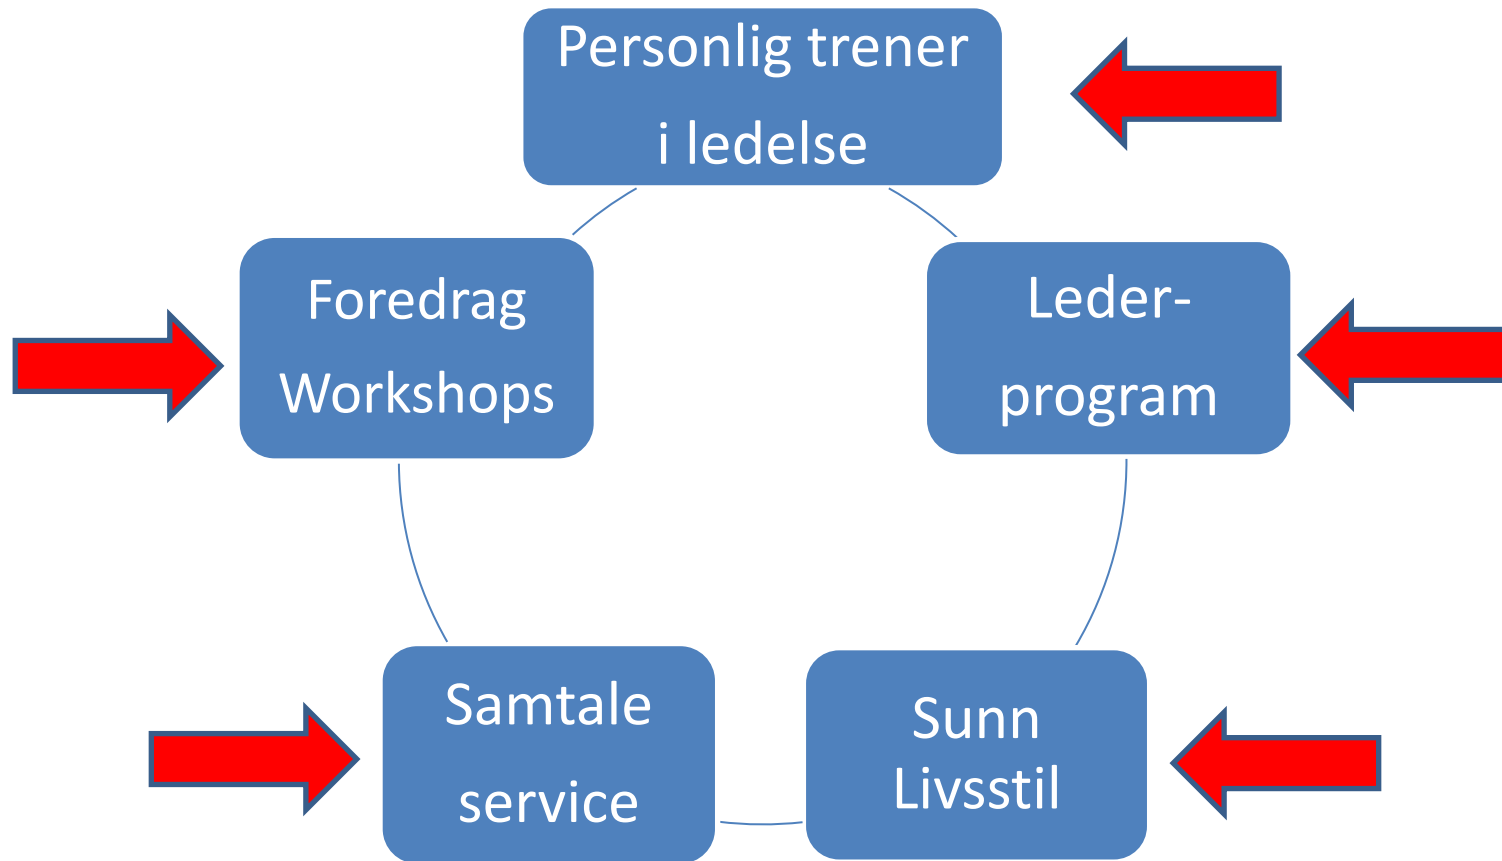 Personlig trener
i ledelse
Foredrag
Workshops
Leder-
program
Samtale
service
Sunn
Livsstil